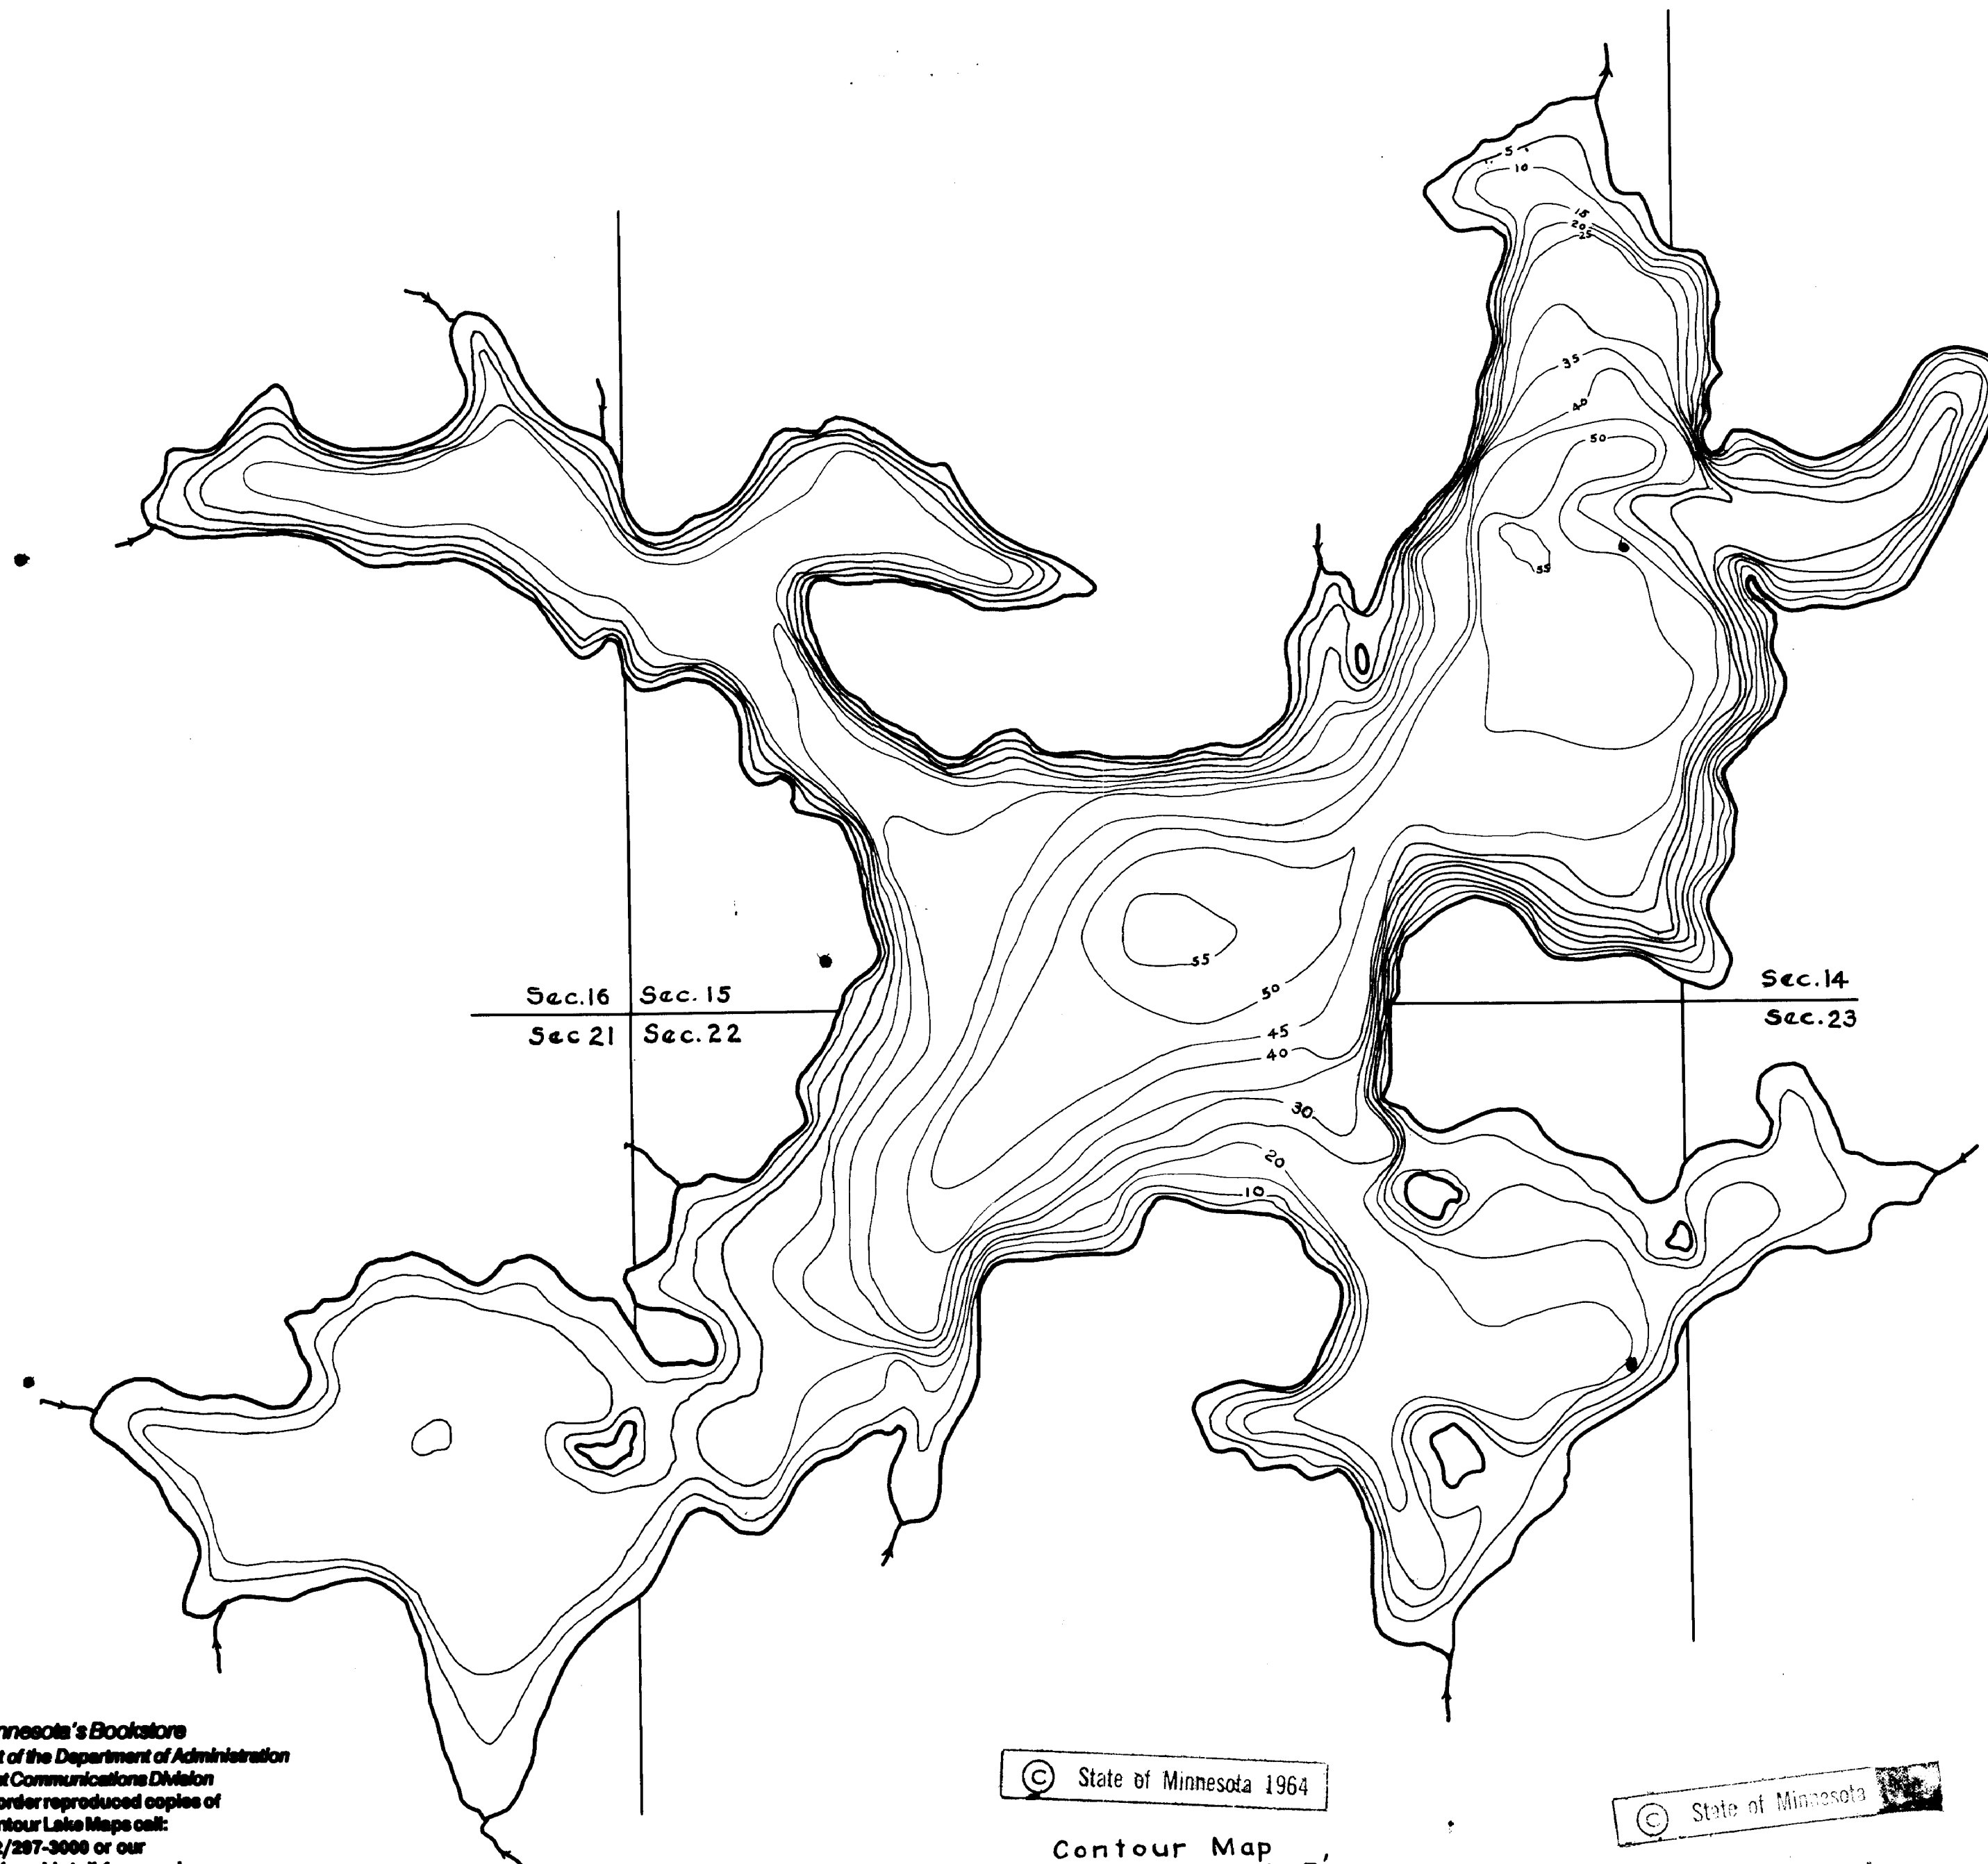 5
10
15
20
25
35
40
50
55
55
50
45
40
30
20
10
Sec.16 Sec.15
Sec 21 Sec.22
Sec.14
Sec.23
Bookstore
of the Department of Administration
Communications Division
order reproduced copies of
Lake Maps call:
/297-3000 or our
© State of Minnesota 1964
© State of Minnesota
Contour Map